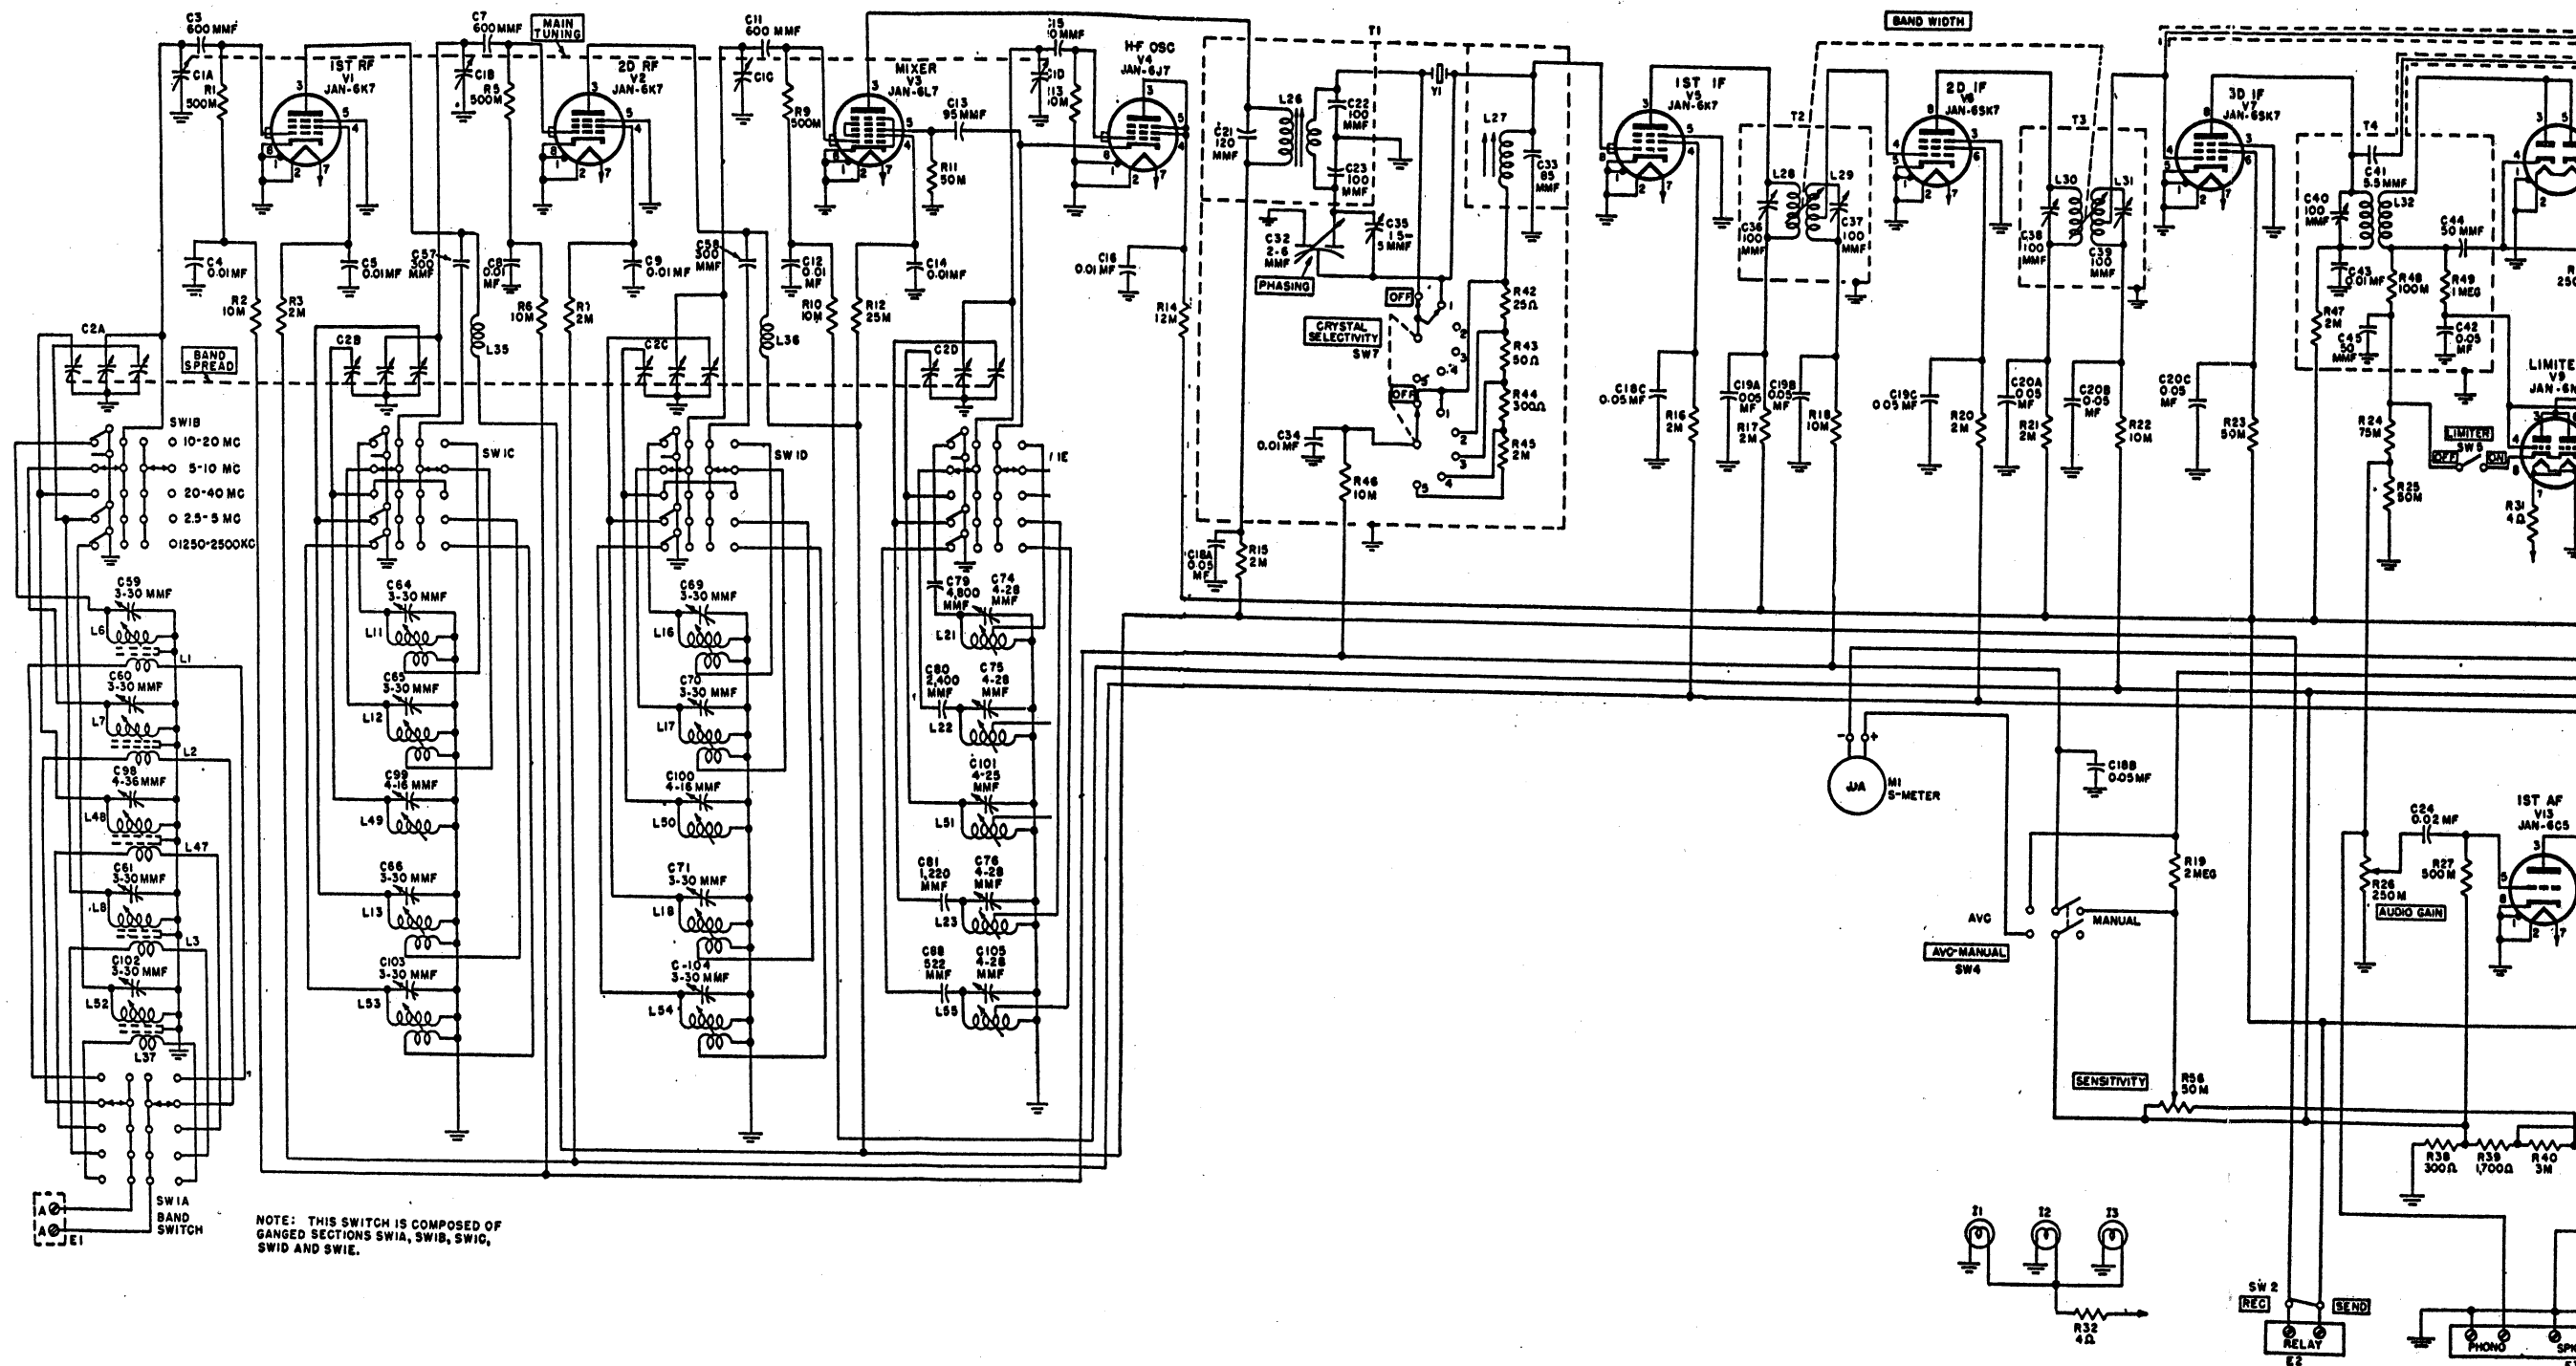 C3
600 MMF
C7
600 MMF
MAIN
TUNING
C11
600 MMF
C15
H-F OSC
V4
JAN-6J7
T1
BAND WIDTH
C1A
R1
500M
1ST RF
V1
JAN-6K7
C1B
R5
500M
2D RF
V2
JAN-6K7
C1C
R9
500M
MIXER
V3
JAN-6L7
C13
95 MMF
R11
50M
C21
120
MMF
L26
C22
100
MMF
C23
100
MMF
Y1
L27
C33
85
MMF
1ST IF
V5
JAN-6K7
T2
L28
L29
C36
100
MMF
C37
100
MMF
2D IF
V6
JAN-6SK7
T3
L30
L31
C38
100
MMF
C39
100
MMF
3D IF
V7
JAN-6SK7
T4
C41
5.5 MMF
C40
100
MMF
L32
C44
50 MMF
C43
0.01MF
R48
100M
R49
1 MEG
R47
2M
C45
50
MMF
C42
0.05
MF
C4
0.01MF
R2
10M
R3
2M
C5
0.01MF
C57
300
MMF
C8
0.01
MF
L35
R6
10M
R7
2M
C9
0.01MF
C58
300
MMF
C12
0.01
MF
L36
R10
10M
R12
25M
C14
0.01MF
C16
0.01MF
R14
12M
C32
2-6
MMF
PHASING
C35
1.5-
5 MMF
OFF
CRYSTAL
SELECTIVITY
SW7
OFF
R42
25Ω
R43
50Ω
R44
300Ω
R45
2M
C34
0.01MF
R46
10M
C18A
0.05
MF
R15
2M
C18C
0.05MF
R16
2M
C19A
0.05
MF
R17
2M
C19B
0.05
MF
R18
10M
C19C
0.05MF
R20
2M
C20A
0.05
MF
R21
2M
C20B
0.05
MF
R22
10M
C20C
0.05
MF
R23
50M
R24
75M
R25
50M
LIMITER
SW5
OFF
ON
V9
R31
4Ω
C2A
BAND
SPREAD
C2B
C2C
C2D
SW1B
10-20 MC
5-10 MC
20-40 MC
2.5-5 MC
1250-2500KC
SW1C
SW1D
1E
C59
3-30 MMF
L6
L1
C60
3-30 MMF
L7
L2
C98
4-36 MMF
L48
L47
C61
3-30 MMF
L8
L3
C102
3-30 MMF
L52
L37
C64
3-30 MMF
L11
C65
3-30 MMF
L12
C99
4-16 MMF
L49
C66
3-30 MMF
L13
C103
3-30 MMF
L53
C69
3-30 MMF
L16
C70
3-30 MMF
L17
C100
4-16 MMF
L50
C71
3-30 MMF
L18
C-104
3-30 MMF
L54
C79
4,800
MMF
C74
4-28
MMF
L21
C80
2,400
MMF
C75
4-28
MMF
L22
C101
4-25
MMF
L51
C81
1,220
MMF
C76
4-28
MMF
L23
C88
522
MMF
C105
4-28
MMF
L55
- +
M1
S-METER
C18B
0.05MF
R19
2 MEG
AVC
MANUAL
AVC-MANUAL
SW4
SENSITIVITY
R56
50M
C24
0.02 MF
R27
500M
R26
250M
AUDIO GAIN
1ST AF
V13
JAN-6C5
R38
300Ω
R39
1,700Ω
R40
3M
SW1A
BAND
SWITCH
A
A
E1
NOTE: THIS SWITCH IS COMPOSED OF
GANGED SECTIONS SW1A, SW1B, SW1C,
SW1D AND SW1E.
I1
I2
I3
R32
4Ω
SW 2
REC
SEND
RELAY
E2
PHONO